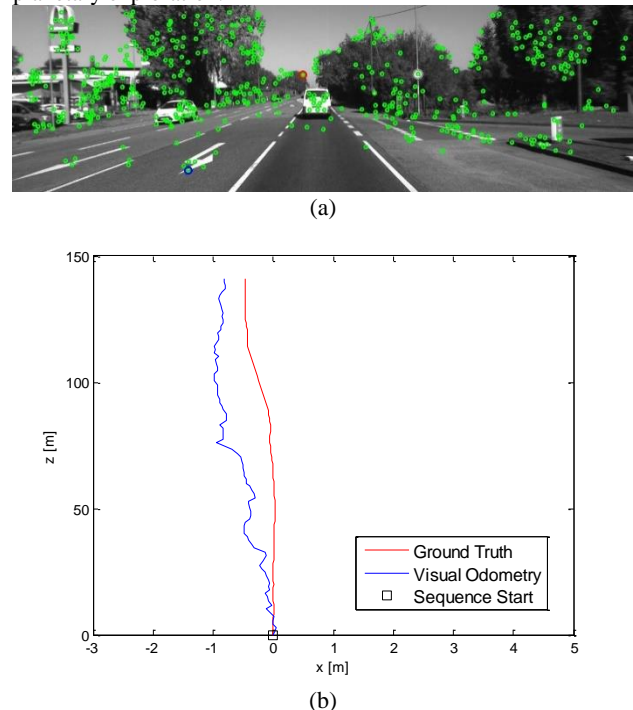 (a)
150
100
50
0
z [m]
-3 -2 -1 0 1 2 3 4 5
x [m]
Ground Truth
Visual Odometry
Sequence Start
(b)